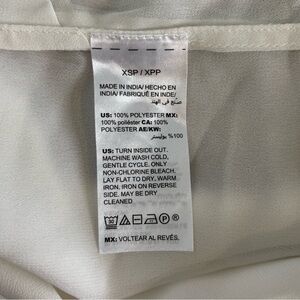 XSP / XPP
MADE IN INDIA/ HECHO EN
INDIA/ FABRIQUÉ EN INDE/
صنع في الهند
US: 100% POLYESTER MX:
100% poliéster CA: 100%
POLYESTER AE/KW:
%100 بوليستر
US: TURN INSIDE OUT.
MACHINE WASH COLD,
GENTLE CYCLE. ONLY
NON-CHLORINE BLEACH.
LAY FLAT TO DRY, WARM
IRON, IRON ON REVERSE
SIDE. MAY BE DRY
CLEANED
MX: VOLTEAR AL REVÉS.